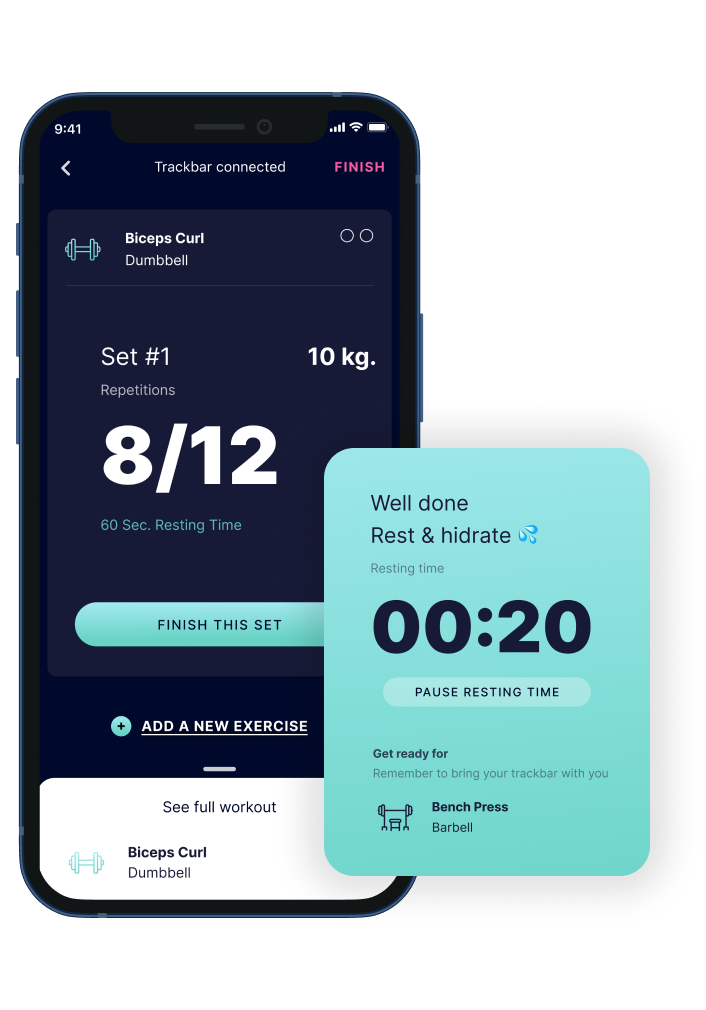 9:41
Trackbar connected
FINISH
Biceps Curl
Dumbbell
Set #1
10 kg.
Repetitions
8/12
60 Sec. Resting Time
FINISH THIS SET
ADD A NEW EXERCISE
See full workout
Biceps Curl
Dumbbell
Well done
Rest & hidrate 💦
Resting time
00:20
PAUSE RESTING TIME
Get ready for
Remember to bring your trackbar with you
Bench Press
Barbell